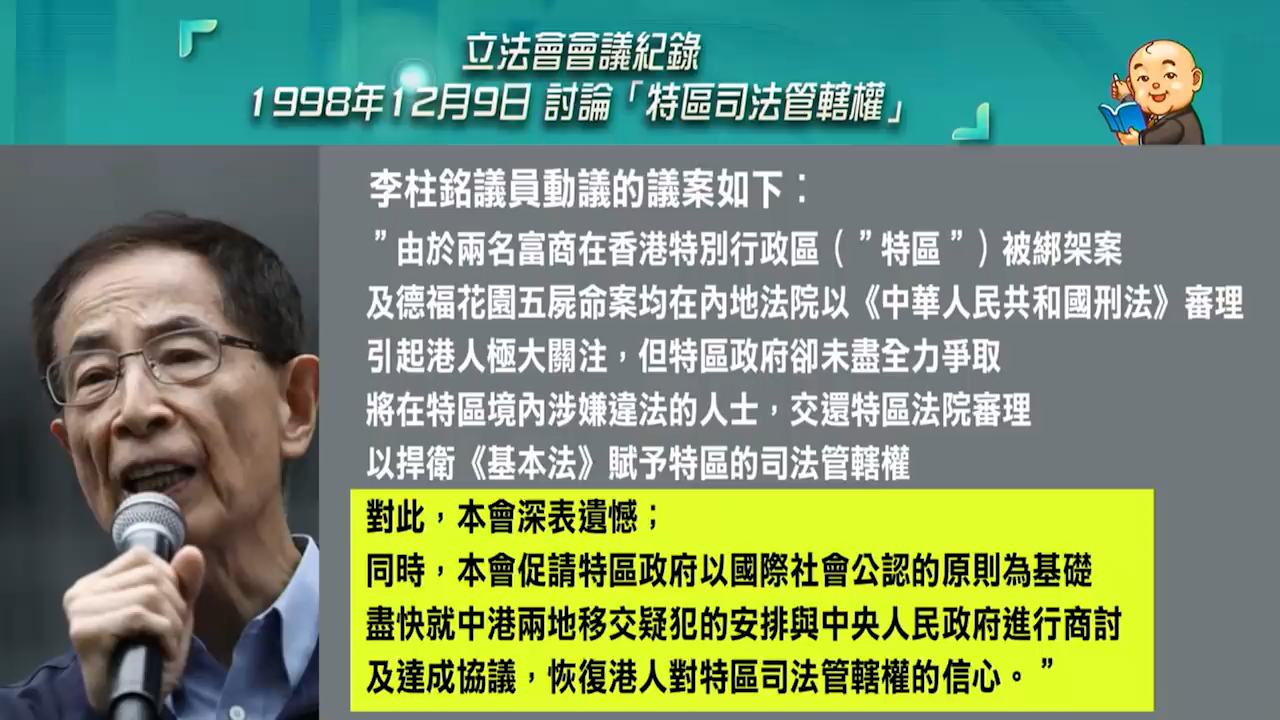 立法會會議紀錄
1998年12月9日 討論「特區司法管轄權」
李柱銘議員動議的議案如下：
”由於兩名富商在香港特別行政區（”特區”）被綁架案
及德福花園五屍命案均在內地法院以《中華人民共和國刑法》審理
引起港人極大關注，但特區政府卻未盡全力爭取
將在特區境內涉嫌違法的人士，交還特區法院審理
以捍衛《基本法》賦予特區的司法管轄權
對此，本會深表遺憾；
同時，本會促請特區政府以國際社會公認的原則為基礎
盡快就中港兩地移交疑犯的安排與中央人民政府進行商討
及達成協議，恢復港人對特區司法管轄權的信心。”